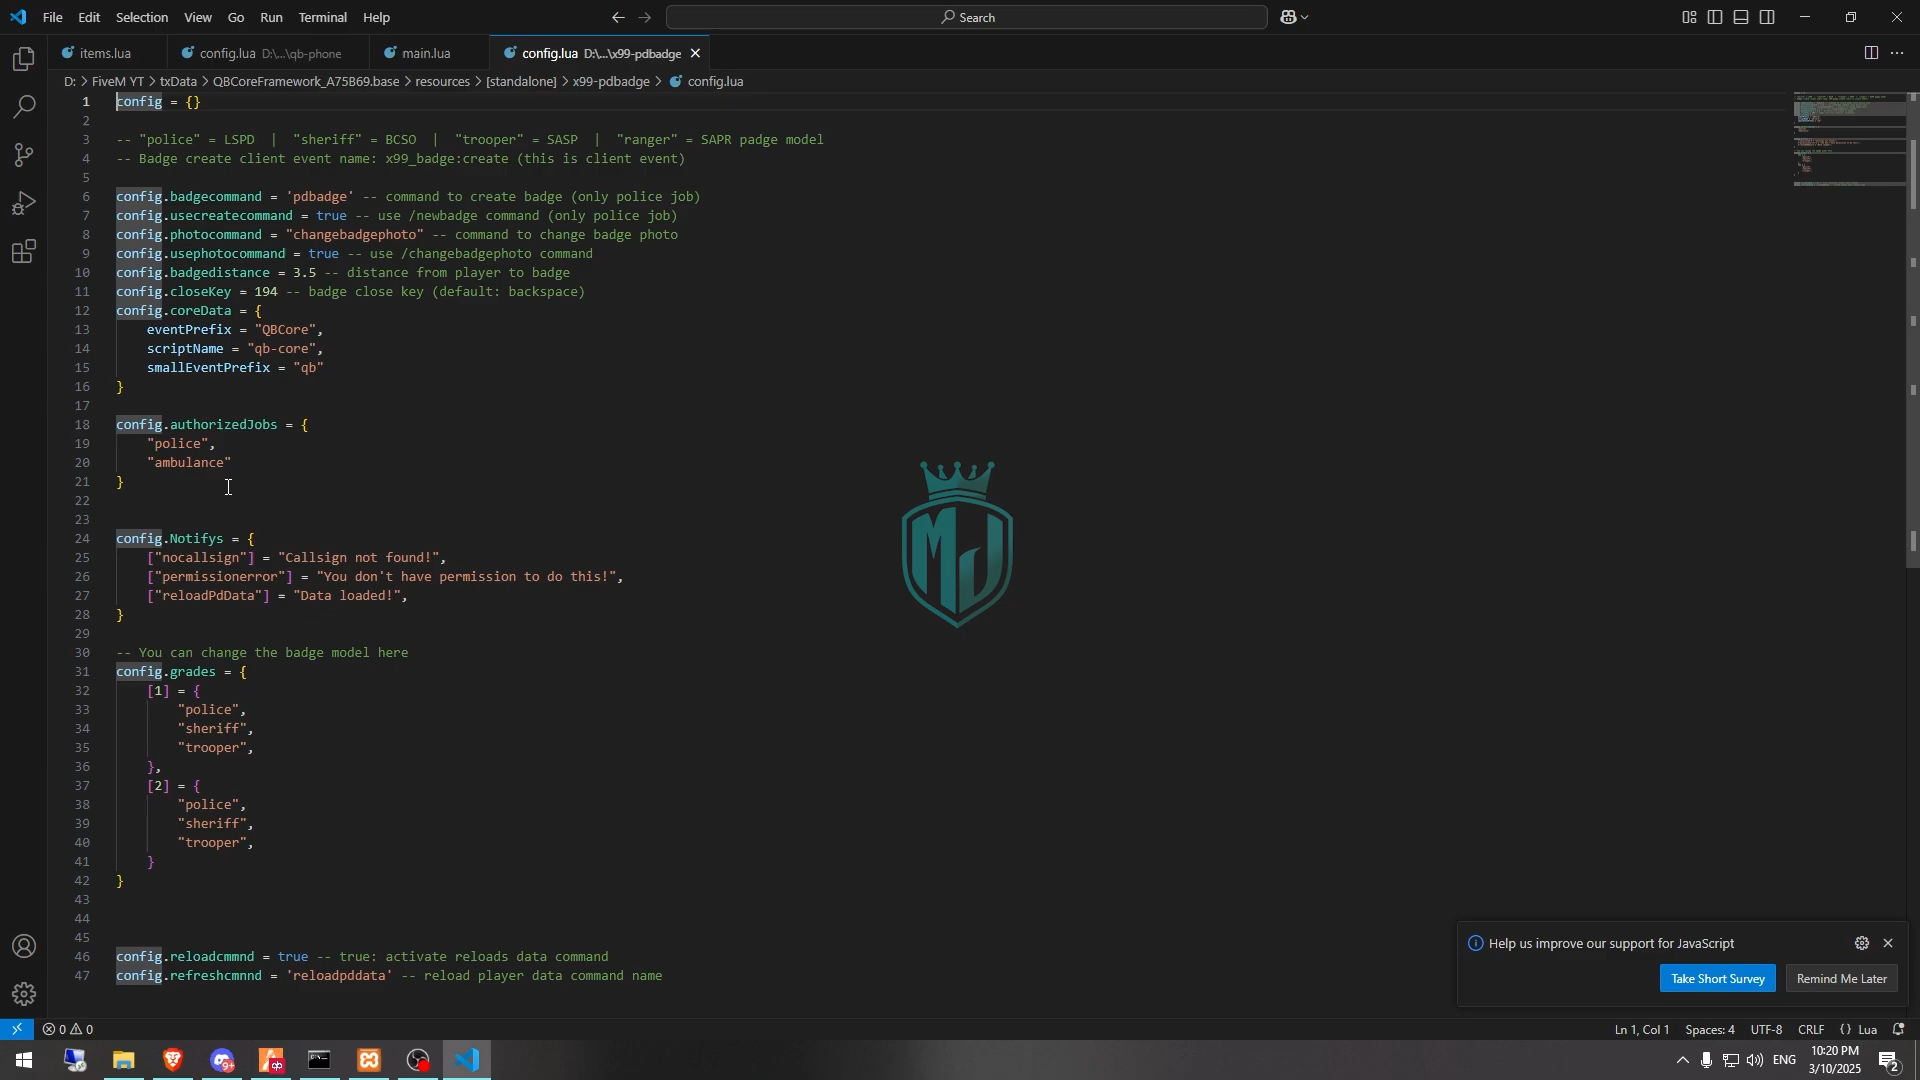 File Edit Selection View Go Run Terminal Help
Search
items.lua config.lua D:\...\qb-phone main.lua config.lua D:\...\x99-pdbadge
D: > FiveM YT > txData > QBCoreFramework_A75B69.base > resources > [standalone] > x99-pdbadge > config.lua
1 config = {}
2
3 -- "police" = LSPD | "sheriff" = BCSO | "trooper" = SASP | "ranger" = SAPR padge model
4 -- Badge create client event name: x99_badge:create (this is client event)
5
6 config.badgecommand = 'pdbadge' -- command to create badge (only police job)
7 config.usecreatecommand = true -- use /newbadge command (only police job)
8 config.photocommand = "changebadgephoto" -- command to change badge photo
9 config.usephotocommand = true -- use /changebadgephoto command
10 config.badgedistance = 3.5 -- distance from player to badge
11 config.closeKey = 194 -- badge close key (default: backspace)
12 config.coreData = {
13 eventPrefix = "QBCore",
14 scriptName = "qb-core",
15 smallEventPrefix = "qb"
16 }
17
18 config.authorizedJobs = {
19 "police",
20 "ambulance"
21 }
22
23
24 config.Notifys = {
25 ["nocallsign"] = "Callsign not found!",
26 ["permissionerror"] = "You don't have permission to do this!",
27 ["reloadPdData"] = "Data loaded!",
28 }
29
30 -- You can change the badge model here
31 config.grades = {
32 [1] = {
33 "police",
34 "sheriff",
35 "trooper",
36 },
37 [2] = {
38 "police",
39 "sheriff",
40 "trooper",
41 }
42 }
43
44
45
46 config.reloadcmmnd = true -- true: activate reloads data command
47 config.refreshcmnnd = 'reloadpddata' -- reload player data command name
MJ
Help us improve our support for JavaScript
Take Short Survey Remind Me Later
0 0 Ln 1, Col 1 Spaces: 4 UTF-8 CRLF {} Lua
9+ qb ENG 10:20 PM
3/10/2025 2